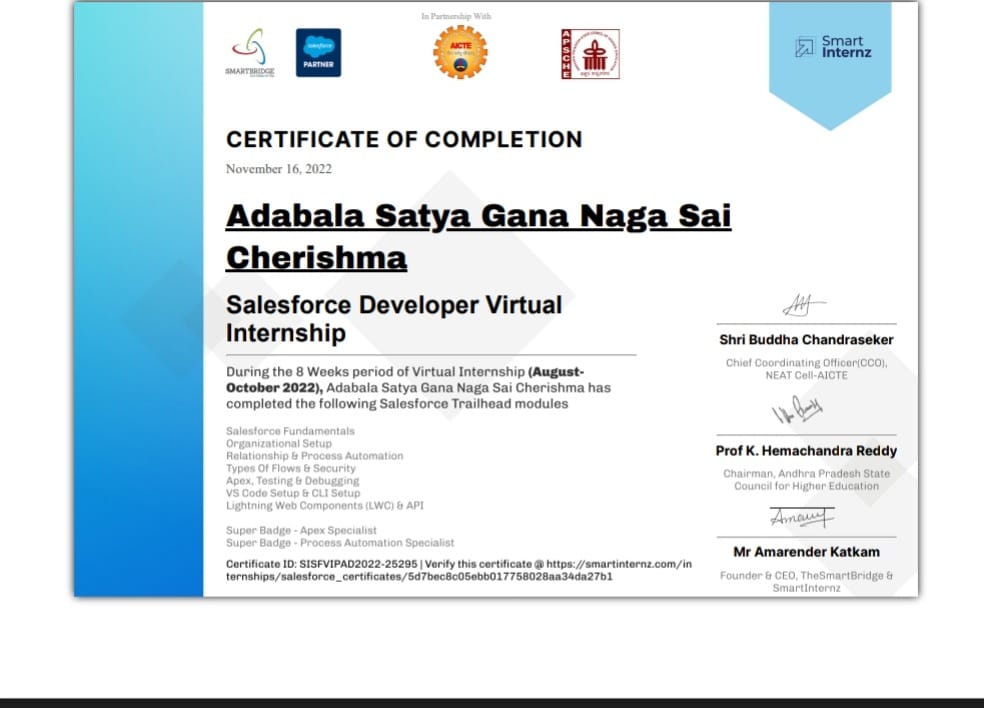 In Partnership With
SMARTBRIDGE
salesforce
PARTNER
AICTE
APSCHE
Smart
Internz
CERTIFICATE OF COMPLETION
November 16, 2022
Adabala Satya Gana Naga Sai
Cherishma
Salesforce Developer Virtual
Internship
During the 8 Weeks period of Virtual Internship (August-
October 2022), Adabala Satya Gana Naga Sai Cherishma has
completed the following Salesforce Trailhead modules
Salesforce Fundamentals
Organizational Setup
Relationship & Process Automation
Types Of Flows & Security
Apex, Testing & Debugging
VS Code Setup & CLI Setup
Lightning Web Components (LWC) & API
Super Badge - Apex Specialist
Super Badge - Process Automation Specialist
Certificate ID: SISFVIPAD2022-25295 | Verify this certificate @ https://smartinternz.com/in
ternships/salesforce_certificates/5d7bec8c05ebb017758028aa34da27b1
Shri Buddha Chandraseker
Chief Coordinating Officer(CCO),
NEAT Cell-AICTE
Prof K. Hemachandra Reddy
Chairman, Andhra Pradesh State
Council for Higher Education
Mr Amarender Katkam
Founder & CEO, TheSmartBridge &
SmartInternz